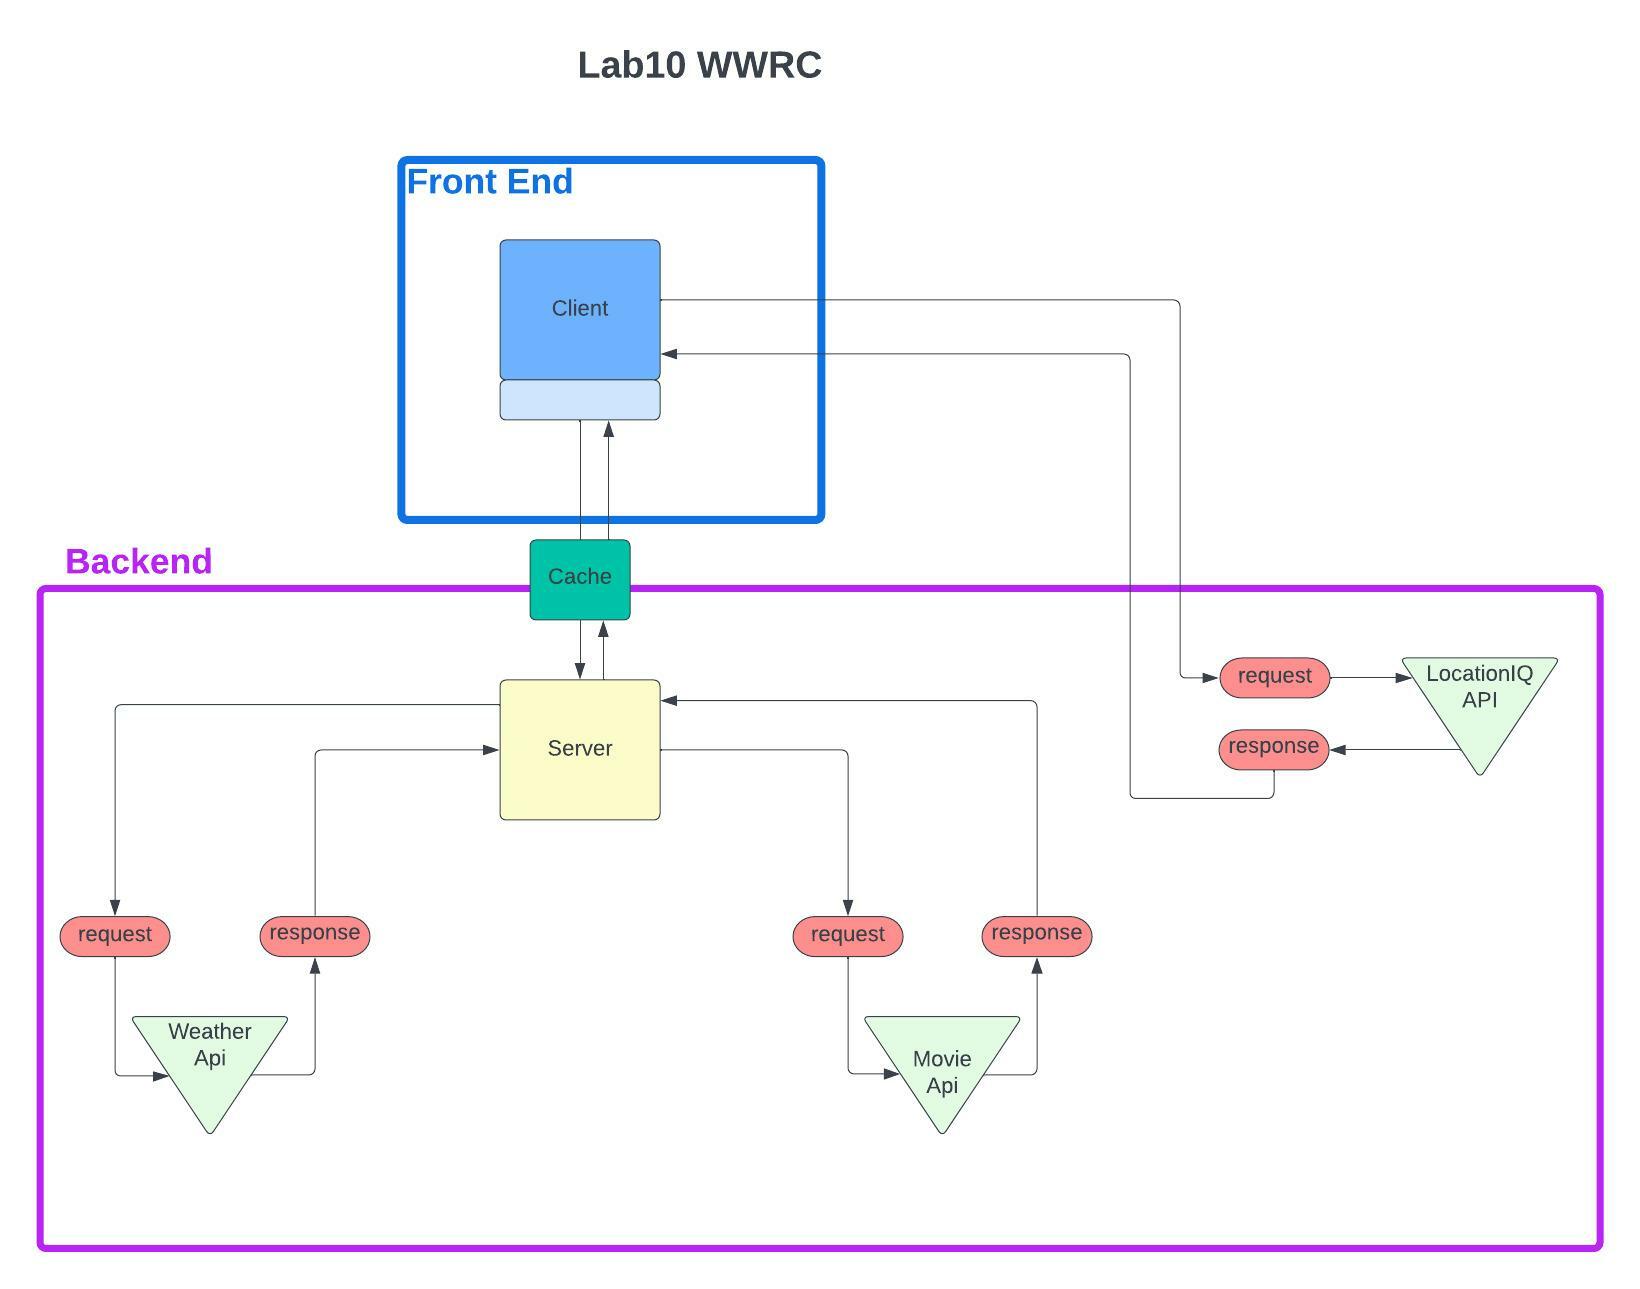 Lab10 WWRC
Front End
Client
Backend
Cache
request
LocationIQ
API
response
Server
request
response
request
response
Weather
Api
Movie
Api